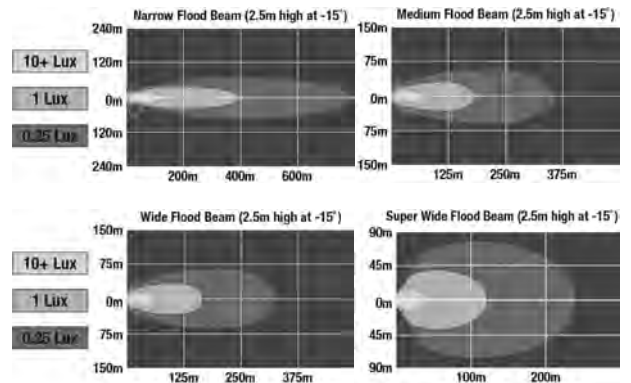 Narrow Flood Beam (2.5m high at -15°)
240m
120m
0m
120m
240m
200m 400m 600m
Medium Flood Beam (2.5m high at -15°)
150m
75m
0m
75m
150m
125m 250m 375m
10+ Lux
1 Lux
0.25 Lux
Wide Flood Beam (2.5m high at -15°)
150m
75m
0m
75m
150m
125m 250m 375m
Super Wide Flood Beam (2.5m high at -15°)
90m
45m
0m
45m
90m
100m 200m
10+ Lux
1 Lux
0.25 Lux